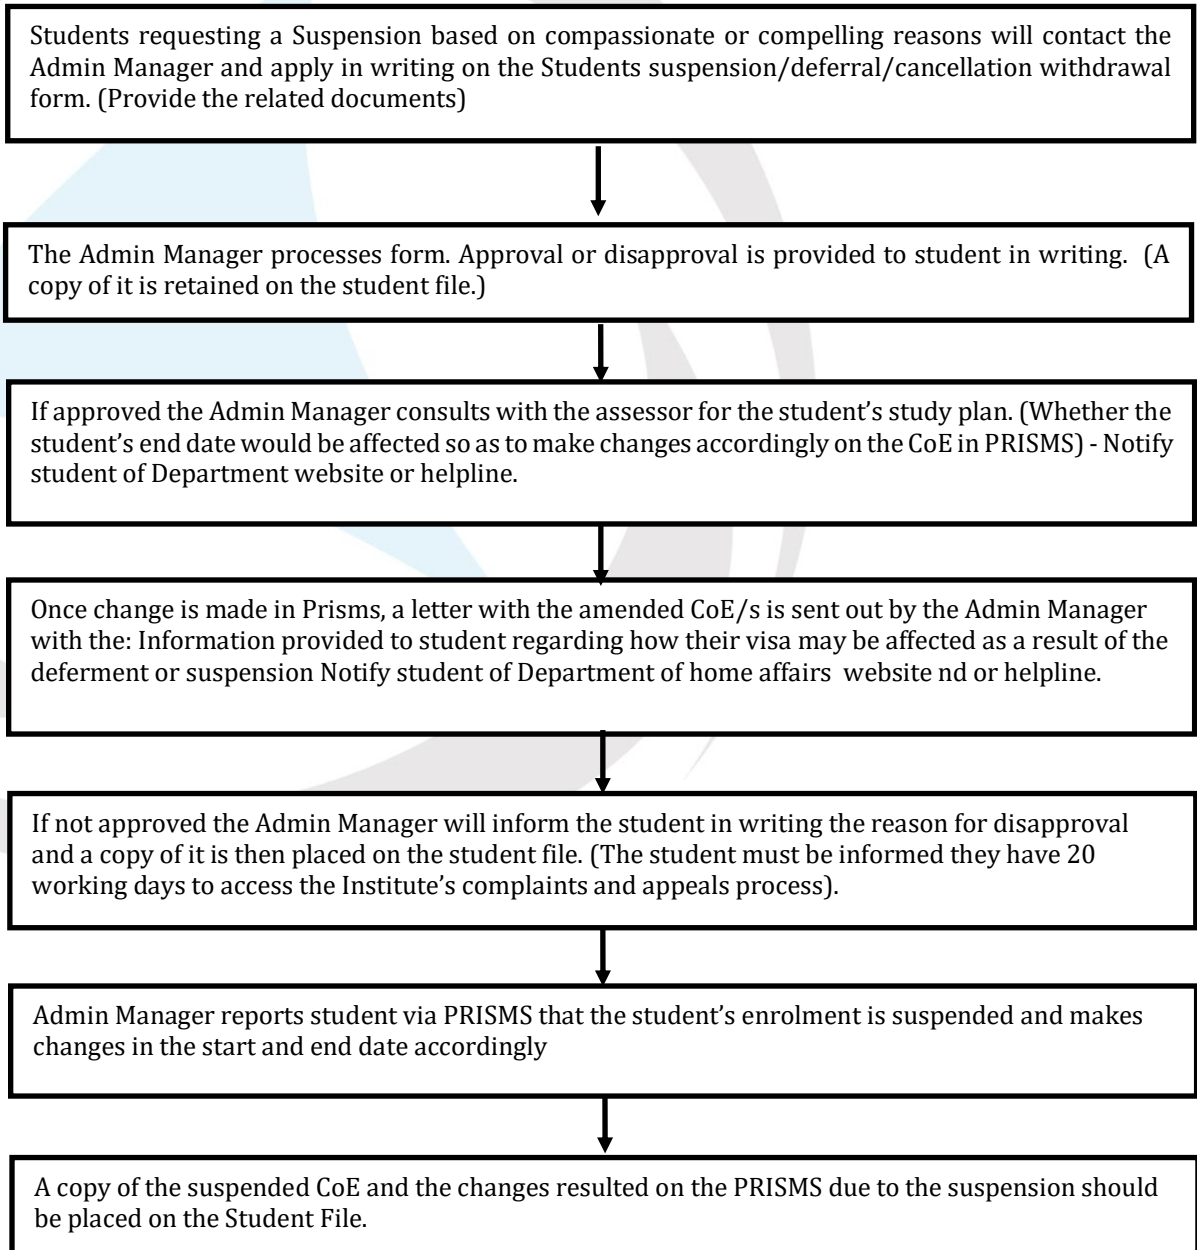 Students requesting a Suspension based on compassionate or compelling reasons will contact the
Admin Manager and apply in writing on the Students suspension/deferral/cancellation withdrawal
form. (Provide the related documents)
The Admin Manager processes form. Approval or disapproval is provided to student in writing. (A
copy of it is retained on the student file.)
If approved the Admin Manager consults with the assessor for the student’s study plan. (Whether the
student’s end date would be affected so as to make changes accordingly on the CoE in PRISMS) - Notify
student of Department website or helpline.
Once change is made in Prisms, a letter with the amended CoE/s is sent out by the Admin Manager
with the: Information provided to student regarding how their visa may be affected as a result of the
deferment or suspension Notify student of Department of home affairs website nd or helpline.
If not approved the Admin Manager will inform the student in writing the reason for disapproval
and a copy of it is then placed on the student file. (The student must be informed they have 20
working days to access the Institute’s complaints and appeals process).
Admin Manager reports student via PRISMS that the student’s enrolment is suspended and makes
changes in the start and end date accordingly
A copy of the suspended CoE and the changes resulted on the PRISMS due to the suspension should
be placed on the Student File.